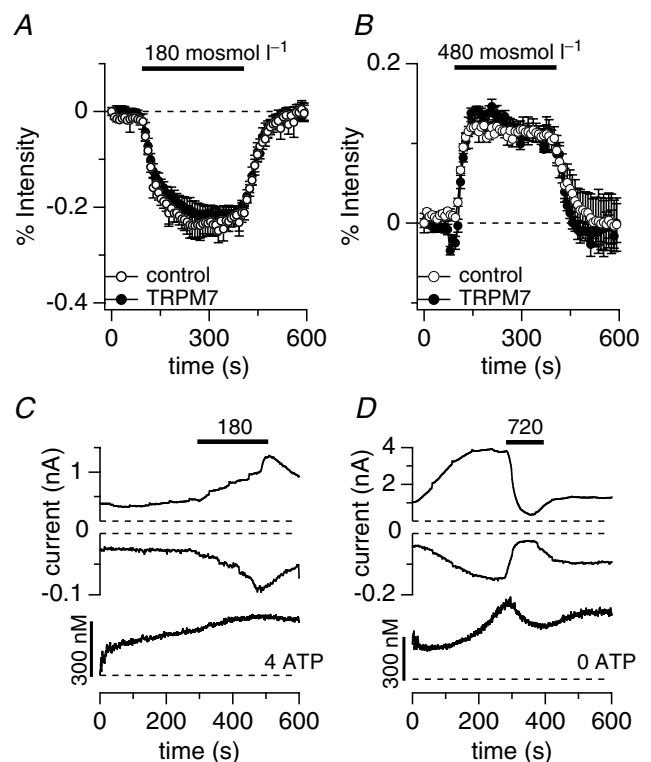 A
180 mosmol l⁻¹
0
-0.2
-0.4
% Intensity
control
TRPM7
0
300
600
time (s)
B
480 mosmol l⁻¹
0.2
0
% Intensity
control
TRPM7
0
300
600
time (s)
C
180
1
0
-0.1
current (nA)
300 nM
4 ATP
0
200
400
600
time (s)
D
720
4
2
0
-0.2
current (nA)
300 nM
0 ATP
0
200
400
600
time (s)